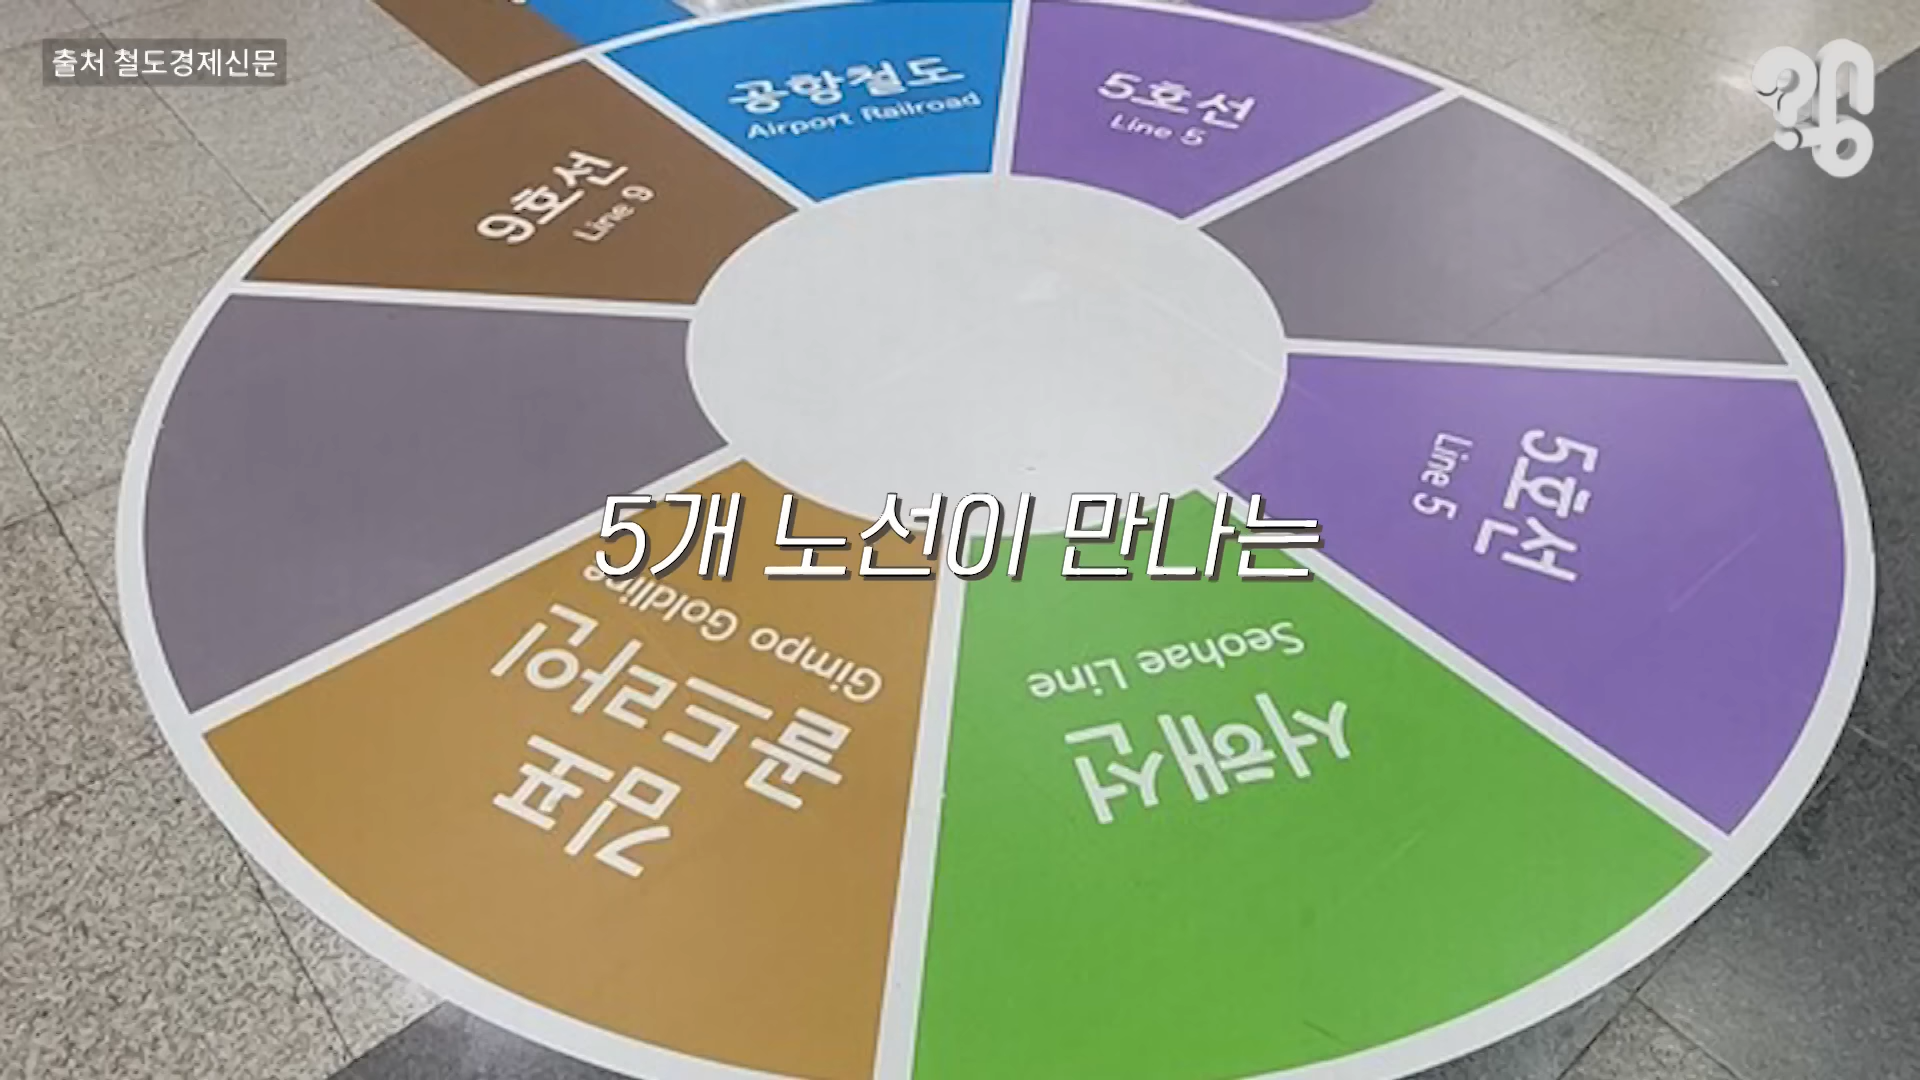 출처 철도경제신문
공항철도
Airport Railroad
5호선
Line 5
9호선
Line 9
5호선
Line 5
5개 노선이 만나는
김포
골드라인
Gimpo Goldline
서해선
Seohae Line